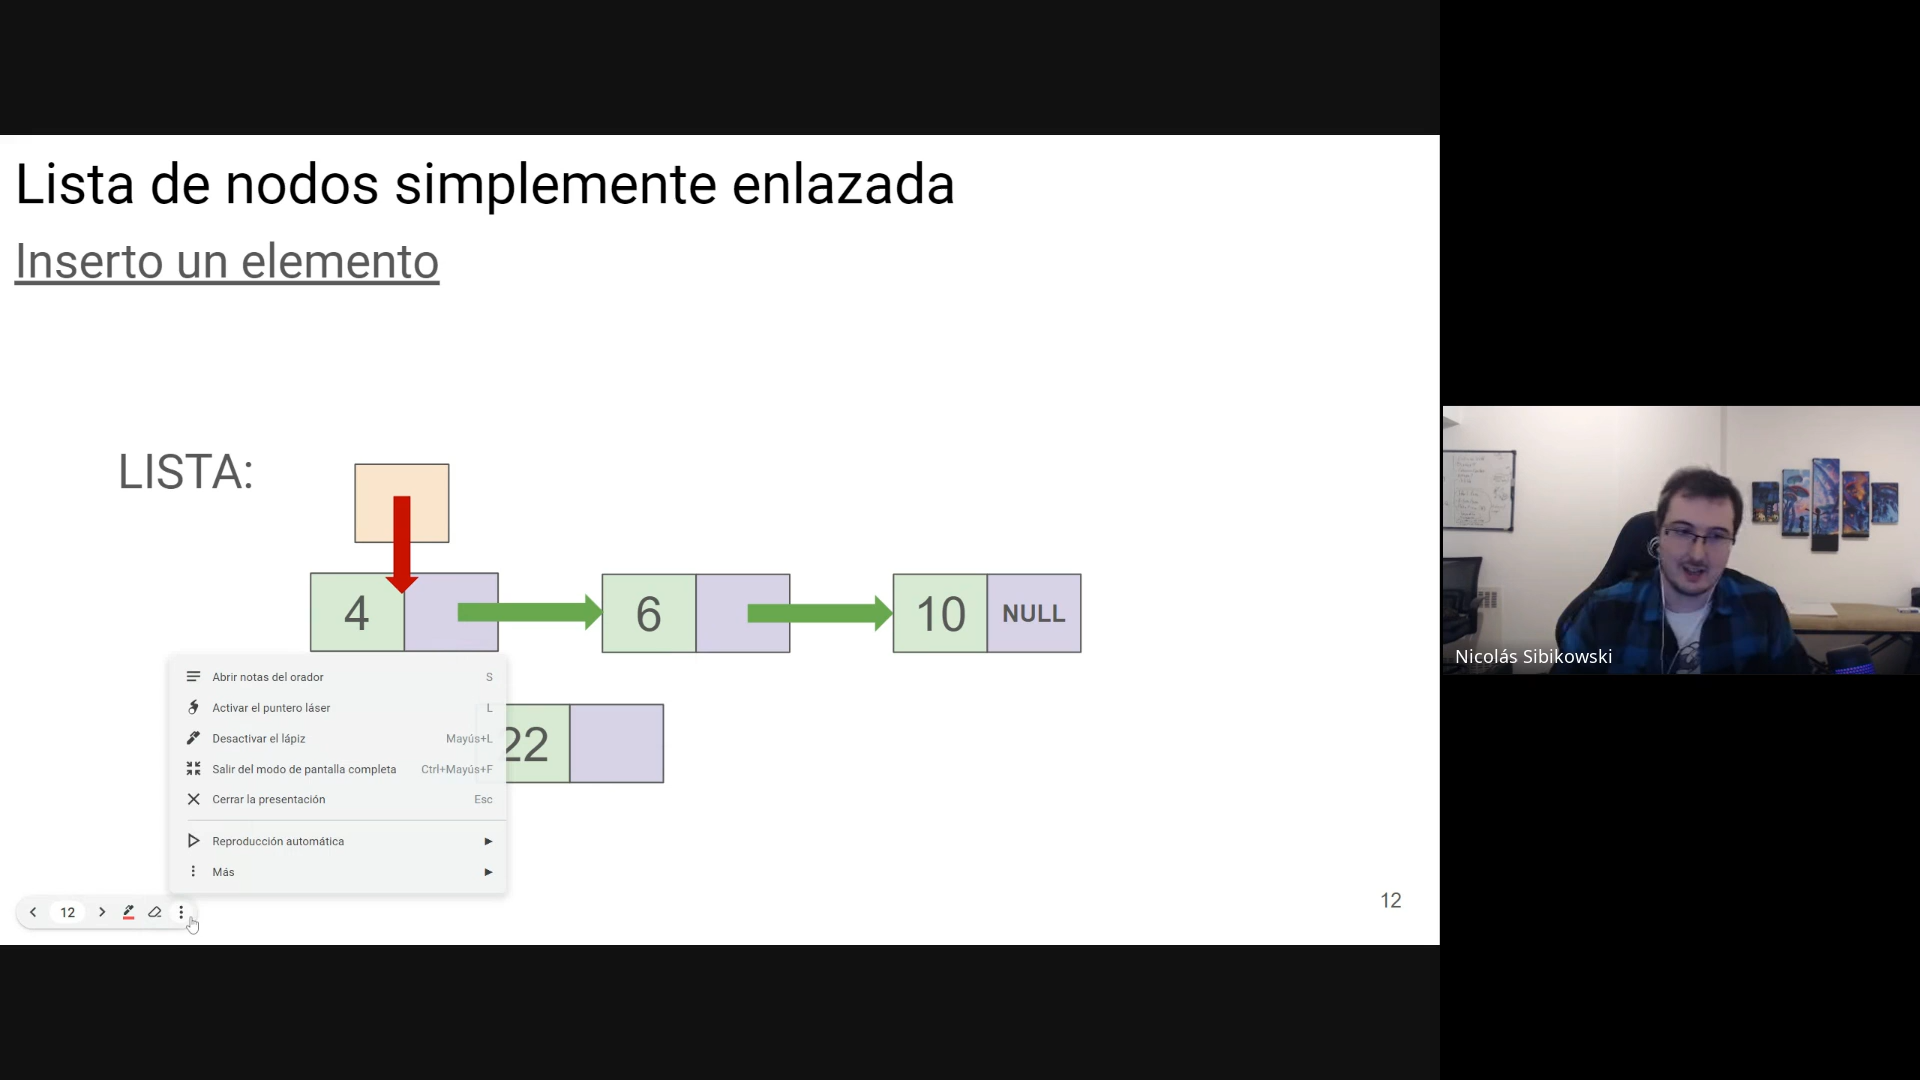 Lista de nodos simplemente enlazada
Inserto un elemento
LISTA:
4
6
10 NULL
22
Abrir notas del orador S
Activar el puntero láser L
Desactivar el lápiz Mayús+L
Salir del modo de pantalla completa Ctrl+Mayús+F
Cerrar la presentación Esc
Reproducción automática
Más
12
12
Nicolás Sibikowski